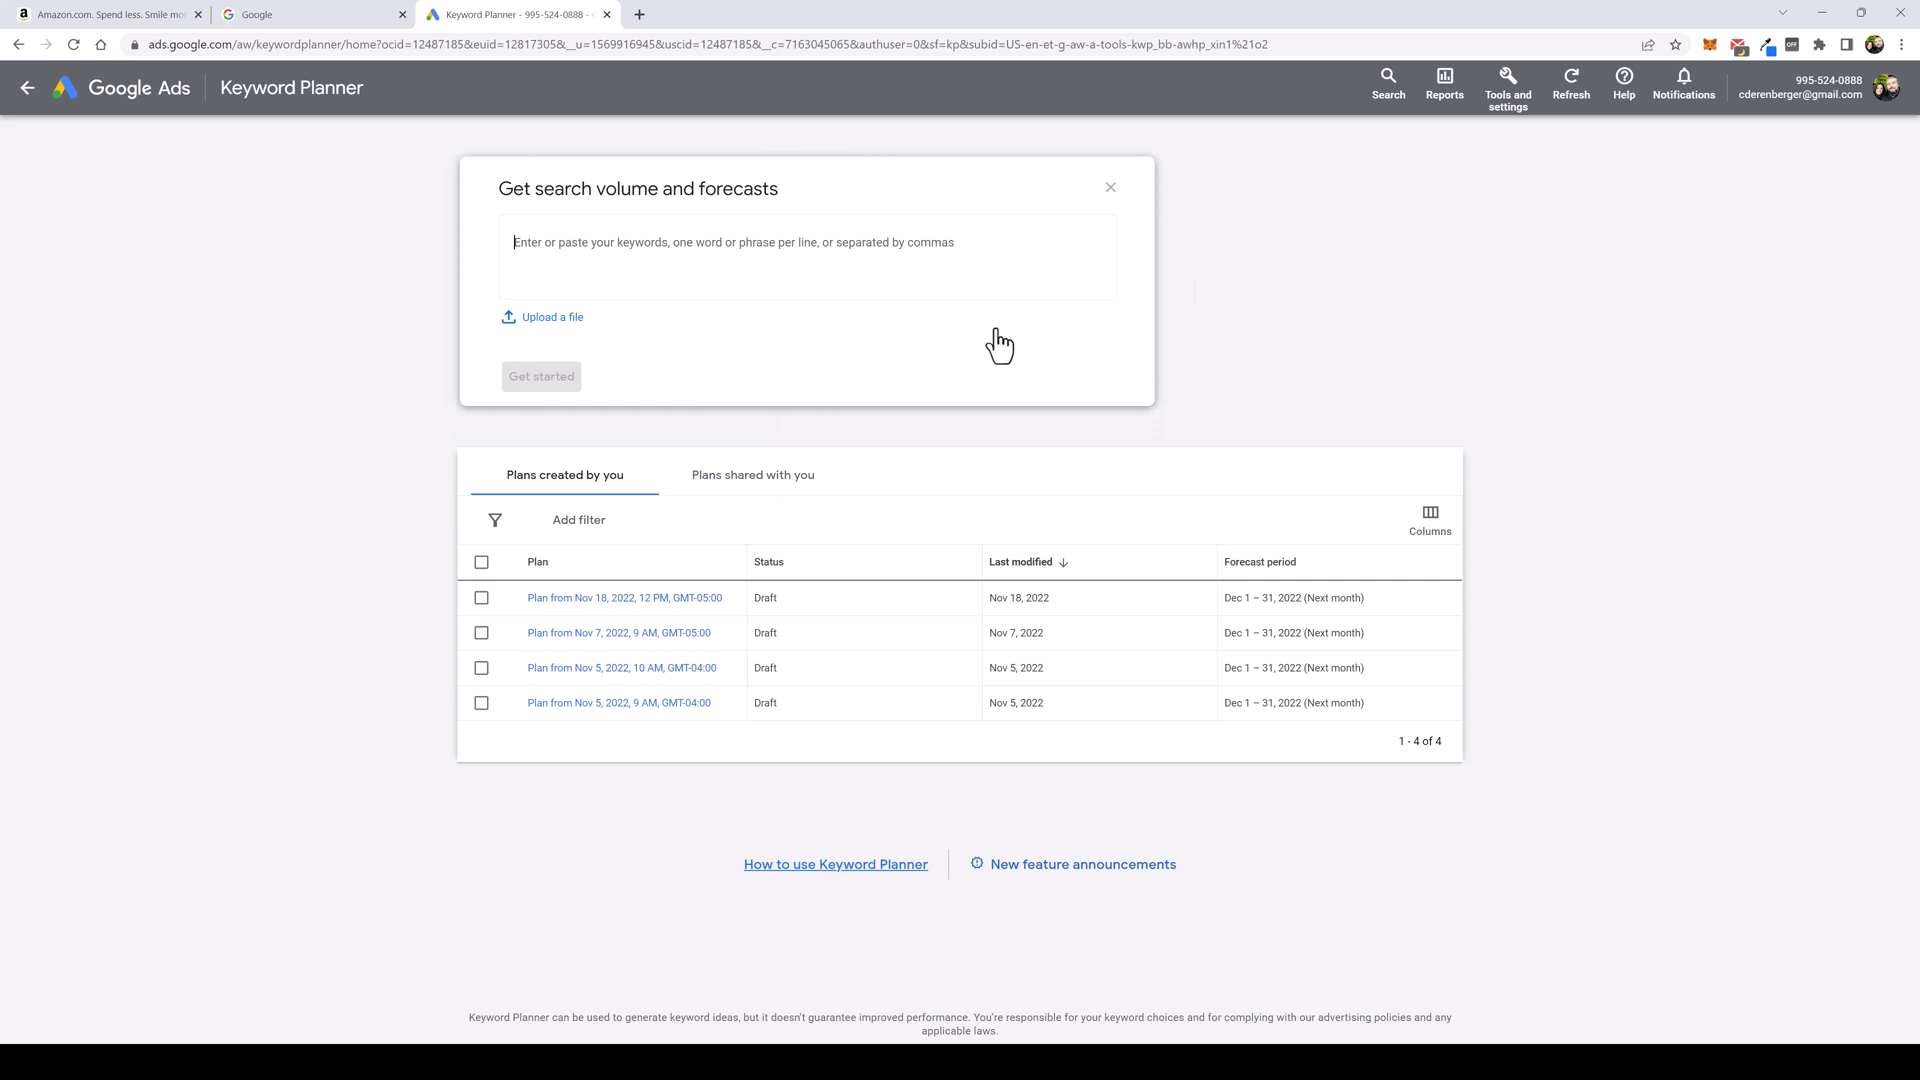 Amazon.com. Spend less. Smile mo
Google
Keyword Planner - 995-524-0888 -
ads.google.com/aw/keywordplanner/home?ocid=12487185&euid=12817305&__u=1569916945&uscid=12487185&__c=7163045065&authuser=0&sf=kp&subid=US-en-et-g-aw-a-tools-kwp_bb-awhp_xin1%21o2
OFF
Google Ads
Keyword Planner
Search
Reports
Tools and
settings
Refresh
Help
Notifications
995-524-0888
cderenberger@gmail.com
Get search volume and forecasts
Enter or paste your keywords, one word or phrase per line, or separated by commas
Upload a file
Get started
Plans created by you
Plans shared with you
Add filter
Columns
Plan Status Last modified Forecast period
Plan from Nov 18, 2022, 12 PM, GMT-05:00 Draft Nov 18, 2022 Dec 1 – 31, 2022 (Next month)
Plan from Nov 7, 2022, 9 AM, GMT-05:00 Draft Nov 7, 2022 Dec 1 – 31, 2022 (Next month)
Plan from Nov 5, 2022, 10 AM, GMT-04:00 Draft Nov 5, 2022 Dec 1 – 31, 2022 (Next month)
Plan from Nov 5, 2022, 9 AM, GMT-04:00 Draft Nov 5, 2022 Dec 1 – 31, 2022 (Next month)
1 - 4 of 4
How to use Keyword Planner
New feature announcements
Keyword Planner can be used to generate keyword ideas, but it doesn't guarantee improved performance. You're responsible for your keyword choices and for complying with our advertising policies and any
applicable laws.